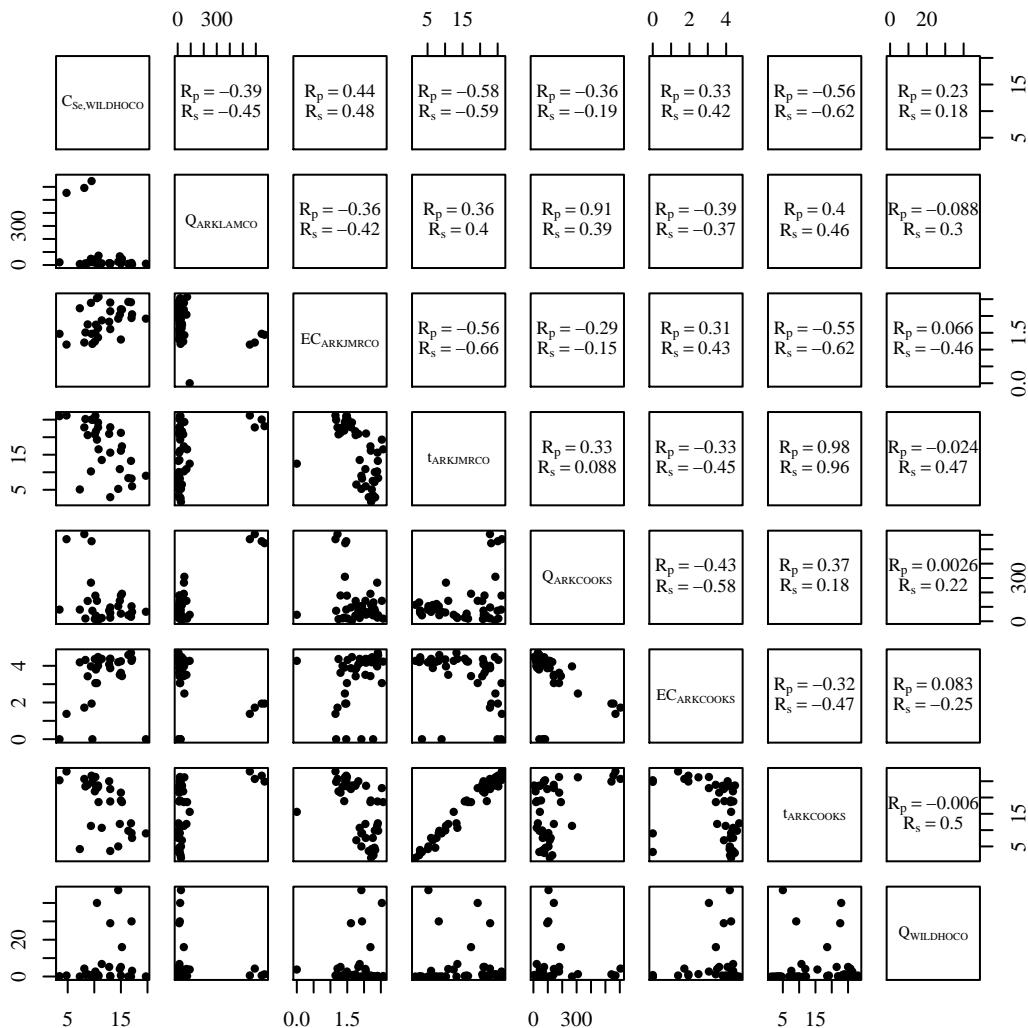 0 300 5 15 0 2 4 0 20
C_Se,WILDHOCO
R_p = −0.39
R_s = −0.45
R_p = 0.44
R_s = 0.48
R_p = −0.58
R_s = −0.59
R_p = −0.36
R_s = −0.19
R_p = 0.33
R_s = 0.42
R_p = −0.56
R_s = −0.62
R_p = 0.23
R_s = 0.18
5 15
0 300
Q_ARKLAMCO
R_p = −0.36
R_s = −0.42
R_p = 0.36
R_s = 0.4
R_p = 0.91
R_s = 0.39
R_p = −0.39
R_s = −0.37
R_p = 0.4
R_s = 0.46
R_p = −0.088
R_s = 0.3
EC_ARKJMRCO
R_p = −0.56
R_s = −0.66
R_p = −0.29
R_s = −0.15
R_p = 0.31
R_s = 0.43
R_p = −0.55
R_s = −0.62
R_p = 0.066
R_s = −0.46
0.0 1.5
5 15
t_ARKJMRCO
R_p = 0.33
R_s = 0.088
R_p = −0.33
R_s = −0.45
R_p = 0.98
R_s = 0.96
R_p = −0.024
R_s = 0.47
Q_ARKCOOKS
R_p = −0.43
R_s = −0.58
R_p = 0.37
R_s = 0.18
R_p = 0.0026
R_s = 0.22
0 300
0 2 4
EC_ARKCOOKS
R_p = −0.32
R_s = −0.47
R_p = 0.083
R_s = −0.25
t_ARKCOOKS
R_p = −0.006
R_s = 0.5
5 15
0 20
Q_WILDHOCO
5 15 0.0 1.5 0 300 5 15